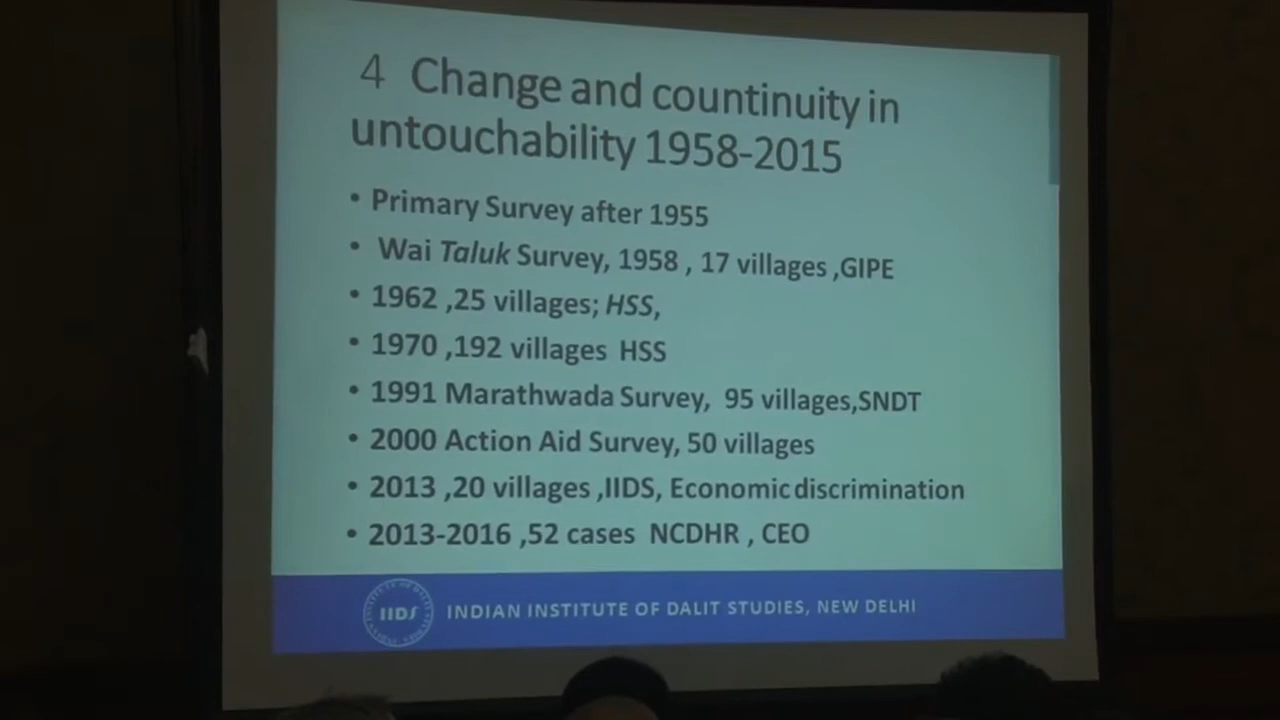 4 Change and countinuity in
untouchability 1958-2015
• Primary Survey after 1955
• Wai Taluk Survey, 1958 , 17 villages ,GIPE
• 1962 ,25 villages; HSS,
• 1970 ,192 villages HSS
• 1991 Marathwada Survey, 95 villages,SNDT
• 2000 Action Aid Survey, 50 villages
• 2013 ,20 villages ,IIDS, Economic discrimination
• 2013-2016 ,52 cases NCDHR , CEO
IIDS
INDIAN INSTITUTE OF DALIT STUDIES, NEW DELHI